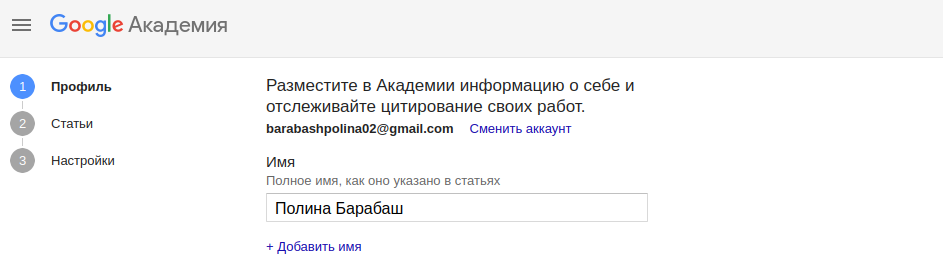 Google Академия
1 Профиль
2 Статьи
3 Настройки
Разместите в Академии информацию о себе и
отслеживайте цитирование своих работ.
barabashpolina02@gmail.com Сменить аккаунт
Имя
Полное имя, как оно указано в статьях
Полина Барабаш
+ Добавить имя